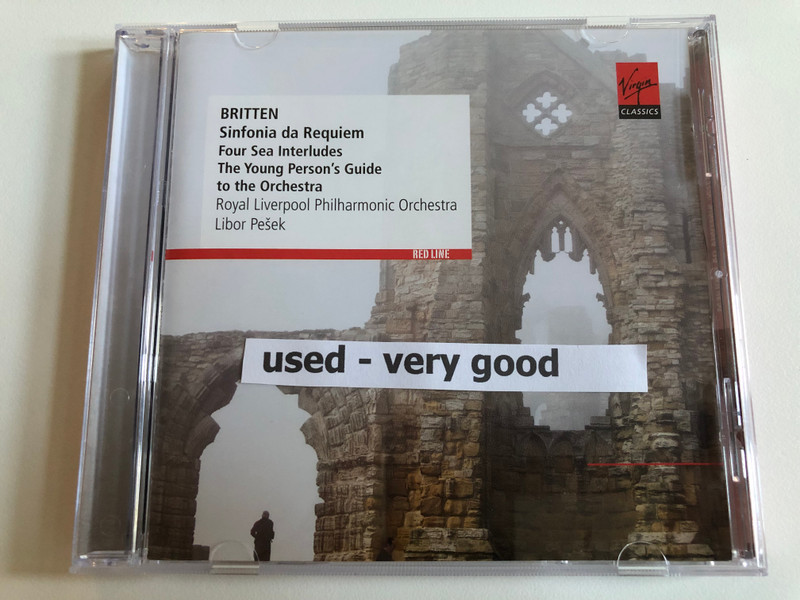 Virgin
CLASSICS
BRITTEN
Sinfonia da Requiem
Four Sea Interludes
The Young Person's Guide
to the Orchestra
Royal Liverpool Philharmonic Orchestra
Libor Pešek
RED LINE
used - very good